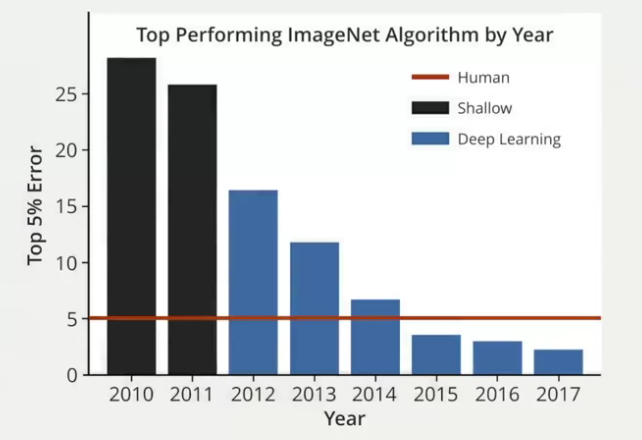 Top Performing ImageNet Algorithm by Year
Human
Shallow
Deep Learning
Top 5% Error
25
20
15
10
5
0
2010 2011 2012 2013 2014 2015 2016 2017
Year